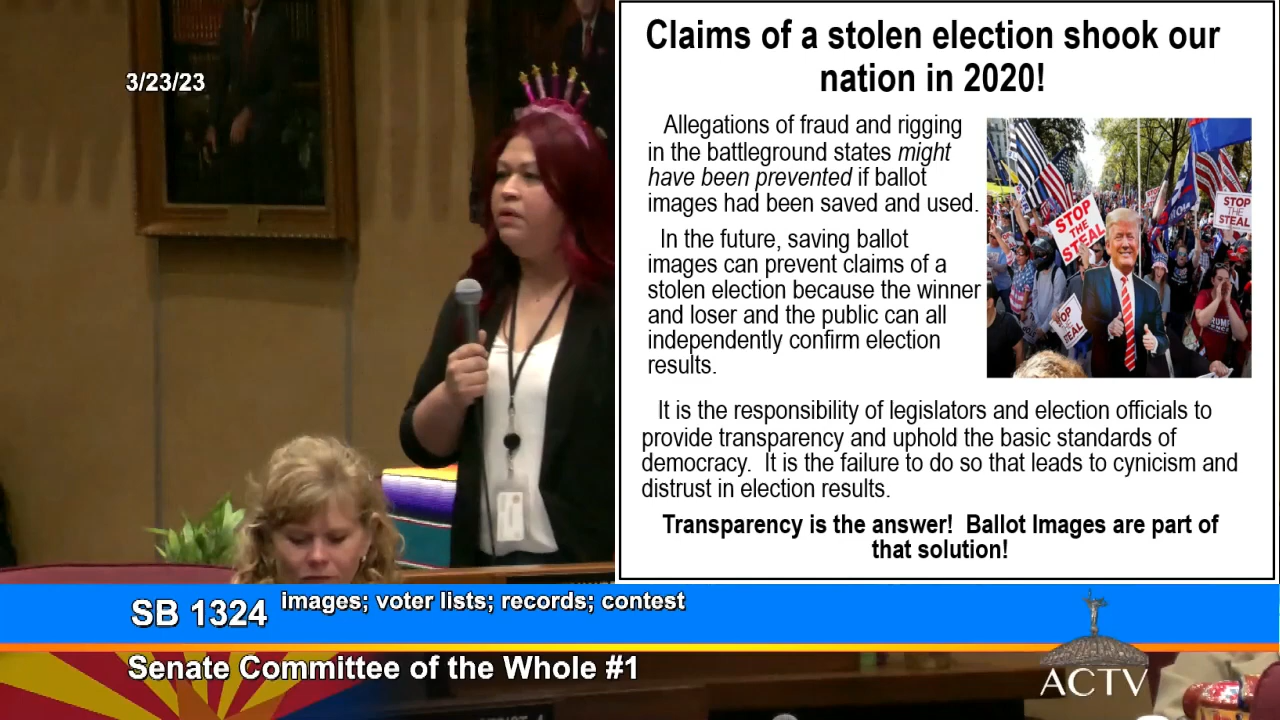 3/23/23
Claims of a stolen election shook our
nation in 2020!
Allegations of fraud and rigging
in the battleground states might
have been prevented if ballot
images had been saved and used.
In the future, saving ballot
images can prevent claims of a
stolen election because the winner
and loser and the public can all
independently confirm election
results.
STOP
THE
STEAL
STOP
THE
STEAL
It is the responsibility of legislators and election officials to
provide transparency and uphold the basic standards of
democracy.  It is the failure to do so that leads to cynicism and
distrust in election results.
Transparency is the answer!  Ballot Images are part of
that solution!
SB 1324
images; voter lists; records; contest
Senate Committee of the Whole #1
ACTV